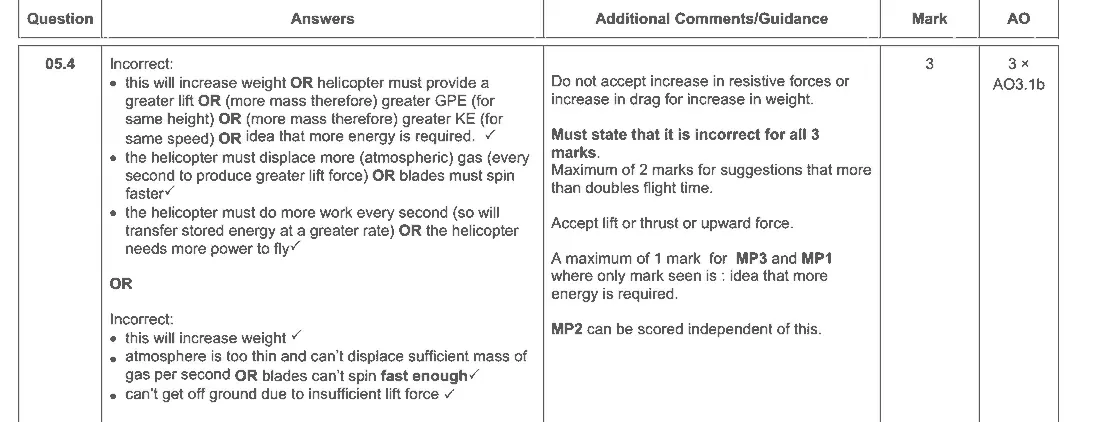 Question Answers Additional Comments/Guidance Mark AO
05.4
Incorrect:
• this will increase weight OR helicopter must provide a
greater lift OR (more mass therefore) greater GPE (for
same height) OR (more mass therefore) greater KE (for
same speed) OR idea that more energy is required. ✓
• the helicopter must displace more (atmospheric) gas (every
second to produce greater lift force) OR blades must spin
faster✓
• the helicopter must do more work every second (so will
transfer stored energy at a greater rate) OR the helicopter
needs more power to fly✓
OR
Incorrect:
• this will increase weight ✓
• atmosphere is too thin and can't displace sufficient mass of
gas per second OR blades can't spin fast enough✓
• can't get off ground due to insufficient lift force ✓
Do not accept increase in resistive forces or
increase in drag for increase in weight.
Must state that it is incorrect for all 3
marks.
Maximum of 2 marks for suggestions that more
than doubles flight time.
Accept lift or thrust or upward force.
A maximum of 1 mark for MP3 and MP1
where only mark seen is : idea that more
energy is required.
MP2 can be scored independent of this.
3
3 ×
AO3.1b